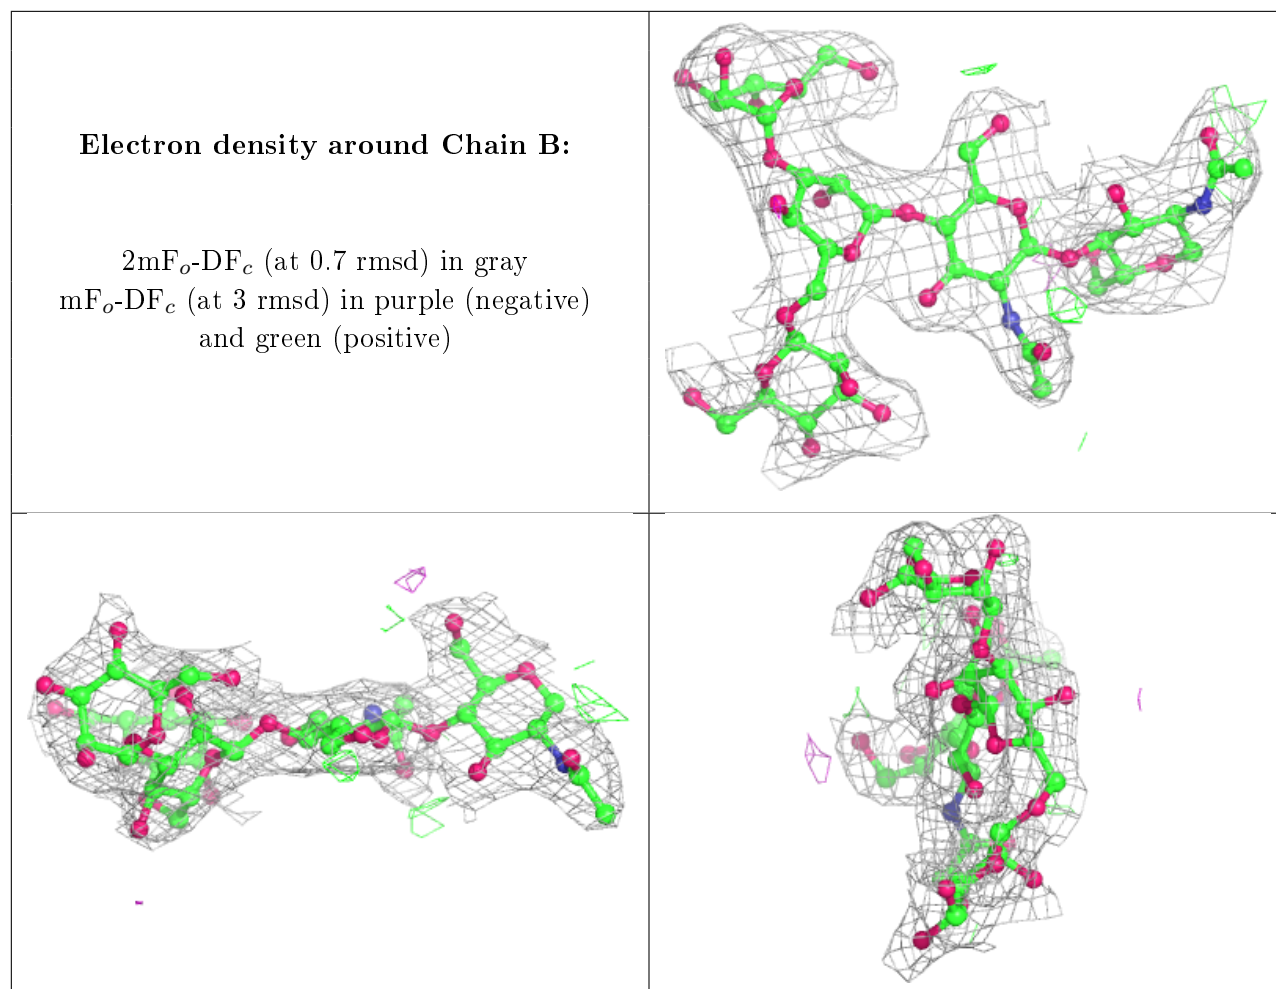 Electron density around Chain B:
2mFₒ-DF𝒸 (at 0.7 rmsd) in gray
mFₒ-DF𝒸 (at 3 rmsd) in purple (negative)
and green (positive)